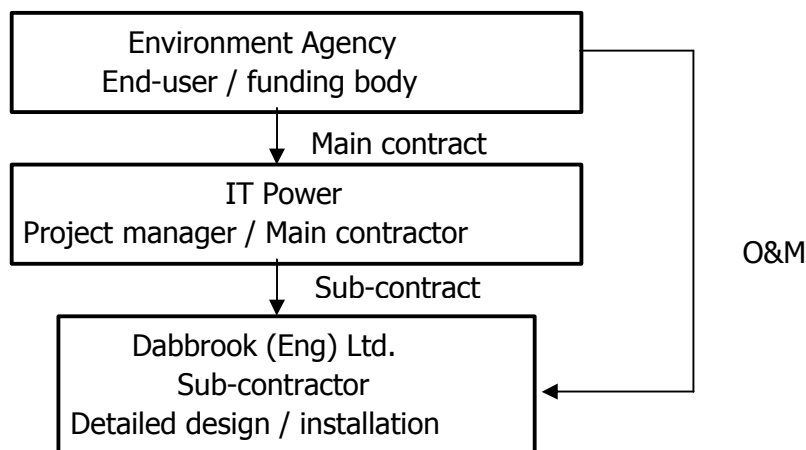 Environment Agency
End-user / funding body
Main contract
IT Power
Project manager / Main contractor
O&M
Sub-contract
Dabbrook (Eng) Ltd.
Sub-contractor
Detailed design / installation